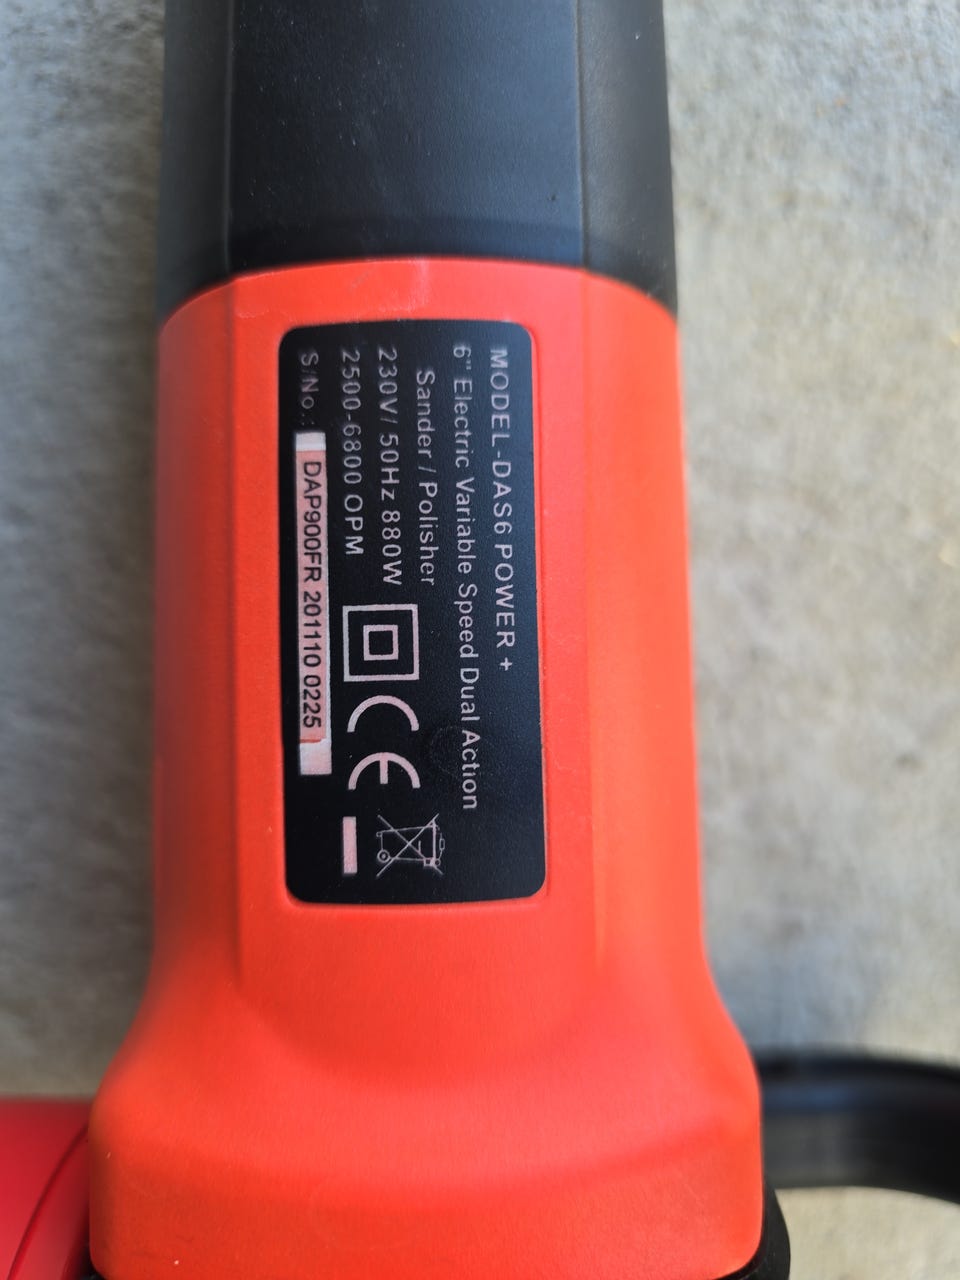 MODEL-DAS6 POWER +
6" Electric Variable Speed Dual Action
Sander / Polisher
230V/ 50Hz 880W
2500-6800 OPM
S/No.: DAP900FR 201110 0225
CE